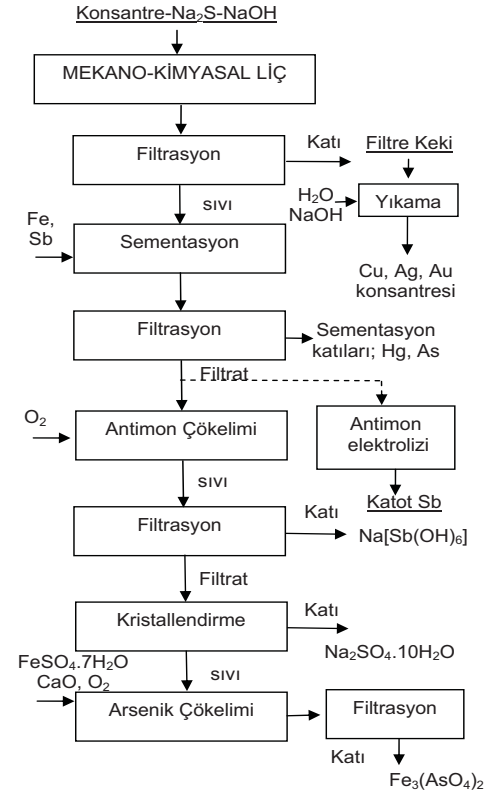 Konsantre-Na₂S-NaOH
MEKANO-KİMYASAL LİÇ
Filtrasyon
Katı
Filtre Keki
sıvı
H₂O
NaOH
Yıkama
Fe,
Sb
Sementasyon
Cu, Ag, Au
konsantresi
Filtrasyon
Sementasyon
katıları; Hg, As
Filtrat
O₂
Antimon Çökelimi
Antimon
elektrolizi
sıvı
Katot Sb
Filtrasyon
Katı
Na[Sb(OH)₆]
Filtrat
Kristallendirme
Katı
Na₂SO₄.10H₂O
FeSO₄.7H₂O
CaO, O₂
sıvı
Arsenik Çökelimi
Filtrasyon
Katı
Fe₃(AsO₄)₂